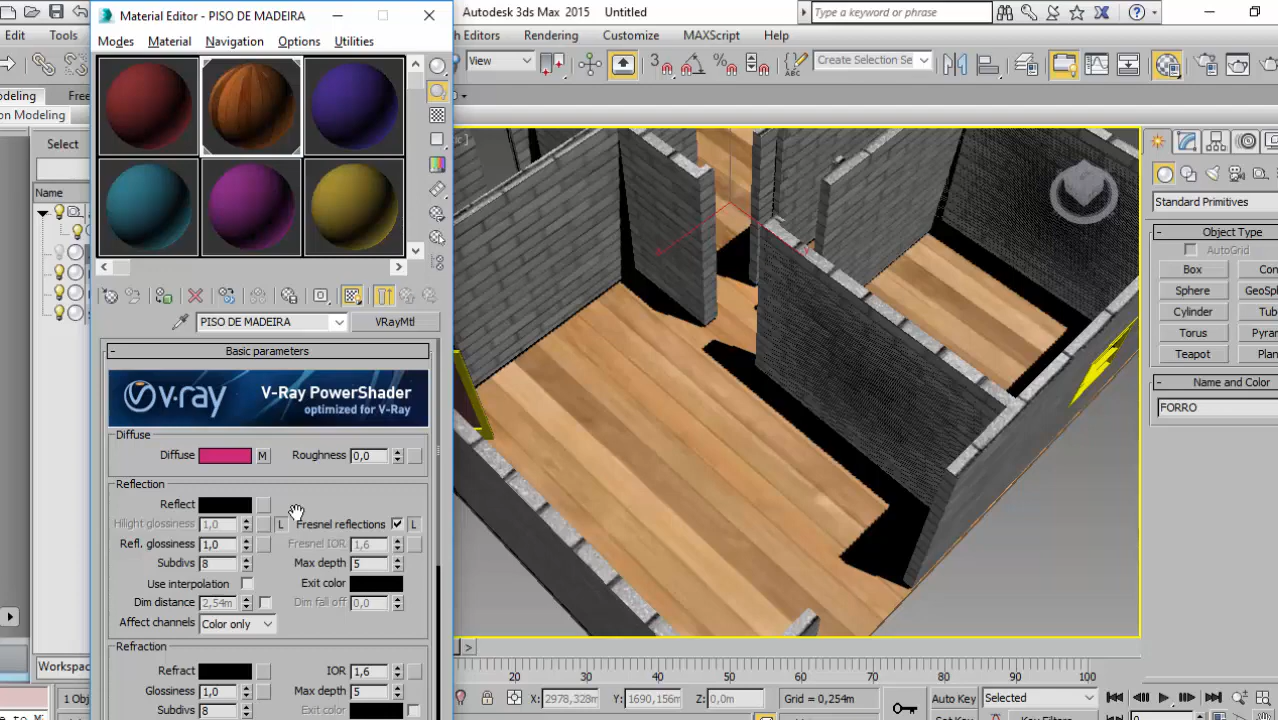 Material Editor - PISO DE MADEIRA
Autodesk 3ds Max 2015 Untitled
Type a keyword or phrase
Edit Tools
Modes Material Navigation Options Utilities
Rendering Customize MAXScript Help
View
Create Selection Se
Select
Name
PISO DE MADEIRA
VRayMtl
- Basic parameters
v-ray
V-Ray PowerShader
optimized for V-Ray
Diffuse
Diffuse M Roughness 0,0
Reflection
Reflect
Hilight glossiness 1,0 L Fresnel reflections L
Refl. glossiness 1,0 Fresnel IOR 1,6
Subdivs 8 Max depth 5
Use interpolation Exit color
Dim distance 2,54m Dim fall off 0,0
Affect channels Color only
Refraction
Refract IOR 1,6
Glossiness 1,0 Max depth 5
Subdivs 8 Exit color
Standard Primitives
- Object Type
AutoGrid
Box
Sphere GeoSp
Cylinder
Torus
Teapot
- Name and Color
FORRO
20 30 40 50 60 70 80 90 100
X: 2978,328m Y: 1690,156m Z: 0,0m Grid = 0,254m
Auto Key Selected
Workspac
1 Obj